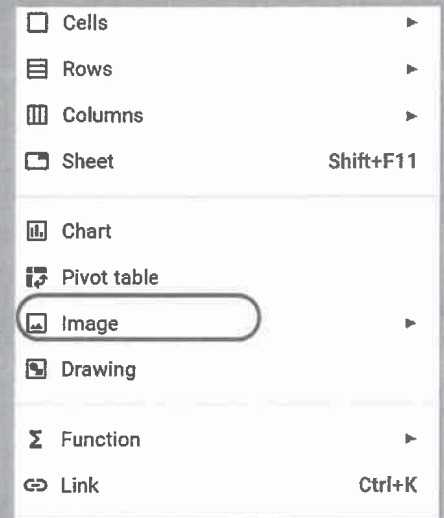 Cells
Rows
Columns
Sheet Shift+F11
Chart
Pivot table
Image
Drawing
Function
Link Ctrl+K